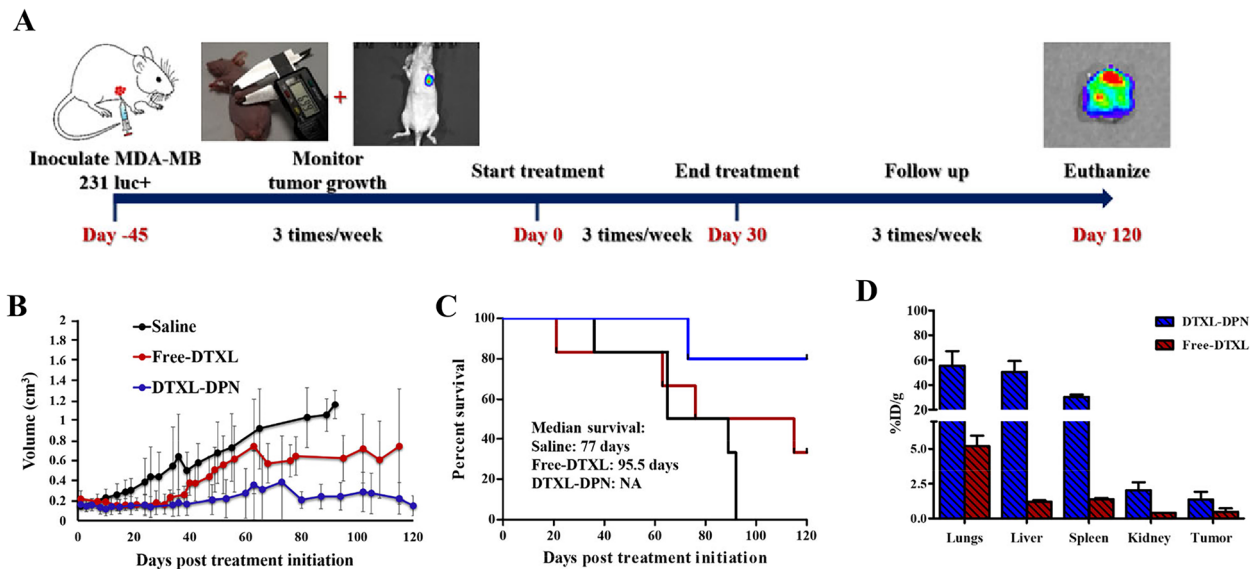 A
+
Inoculate MDA-MB
231 luc+
Monitor
tumor growth
Start treatment
End treatment
Follow up
Euthanize
Day -45
3 times/week
Day 0
3 times/week
Day 30
3 times/week
Day 120
B
Volume (cm³)
2
1.8
1.6
1.4
1.2
1
0.8
0.6
0.4
0.2
0
Saline
Free-DTXL
DTXL-DPN
0 20 40 60 80 100 120
Days post treatment initiation
C
Percent survival
100
80
60
40
20
0
Median survival:
Saline: 77 days
Free-DTXL: 95.5 days
DTXL-DPN: NA
0 20 40 60 80 100 120
Days post treatment initiation
D
%ID/g
100
80
60
40
20
5.0
2.5
0.0
DTXL-DPN
Free-DTXL
Lungs Liver Spleen Kidney Tumor